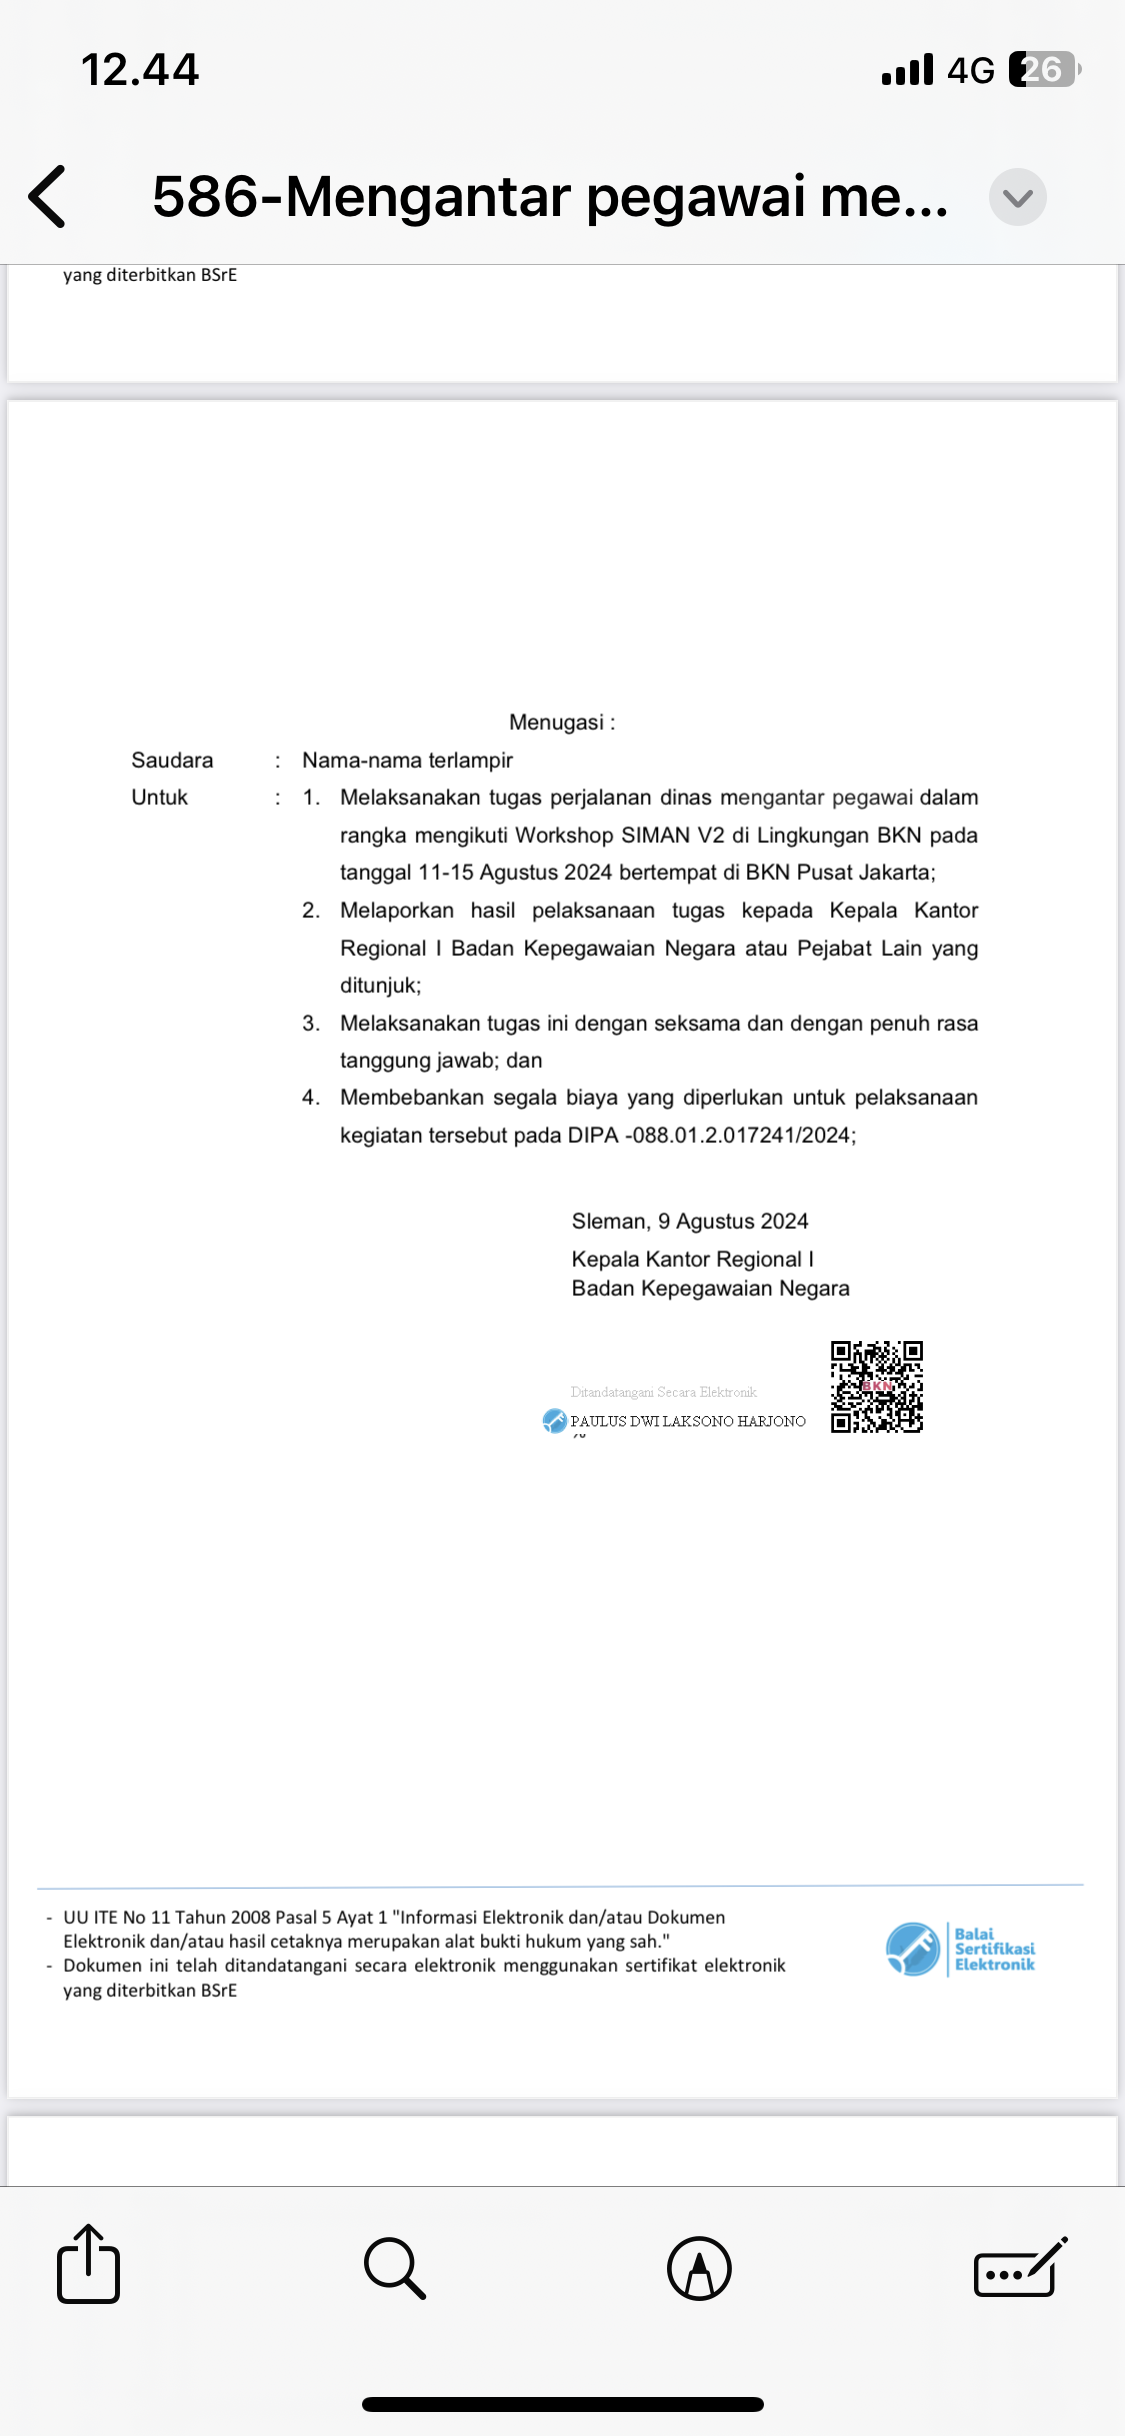 12.44
4G
26
586-Mengantar pegawai me...
yang diterbitkan BSrE
Menugasi :
Saudara : Nama-nama terlampir
Untuk : 1. Melaksanakan tugas perjalanan dinas mengantar pegawai dalam
rangka mengikuti Workshop SIMAN V2 di Lingkungan BKN pada
tanggal 11-15 Agustus 2024 bertempat di BKN Pusat Jakarta;
2. Melaporkan hasil pelaksanaan tugas kepada Kepala Kantor
Regional I Badan Kepegawaian Negara atau Pejabat Lain yang
ditunjuk;
3. Melaksanakan tugas ini dengan seksama dan dengan penuh rasa
tanggung jawab; dan
4. Membebankan segala biaya yang diperlukan untuk pelaksanaan
kegiatan tersebut pada DIPA -088.01.2.017241/2024;
Sleman, 9 Agustus 2024
Kepala Kantor Regional I
Badan Kepegawaian Negara
Ditandatangani Secara Elektronik
PAULUS DWI LAKSONO HARJONO
BKN
- UU ITE No 11 Tahun 2008 Pasal 5 Ayat 1 "Informasi Elektronik dan/atau Dokumen
Elektronik dan/atau hasil cetaknya merupakan alat bukti hukum yang sah."
- Dokumen ini telah ditandatangani secara elektronik menggunakan sertifikat elektronik
yang diterbitkan BSrE
Balai
Sertifikasi
Elektronik